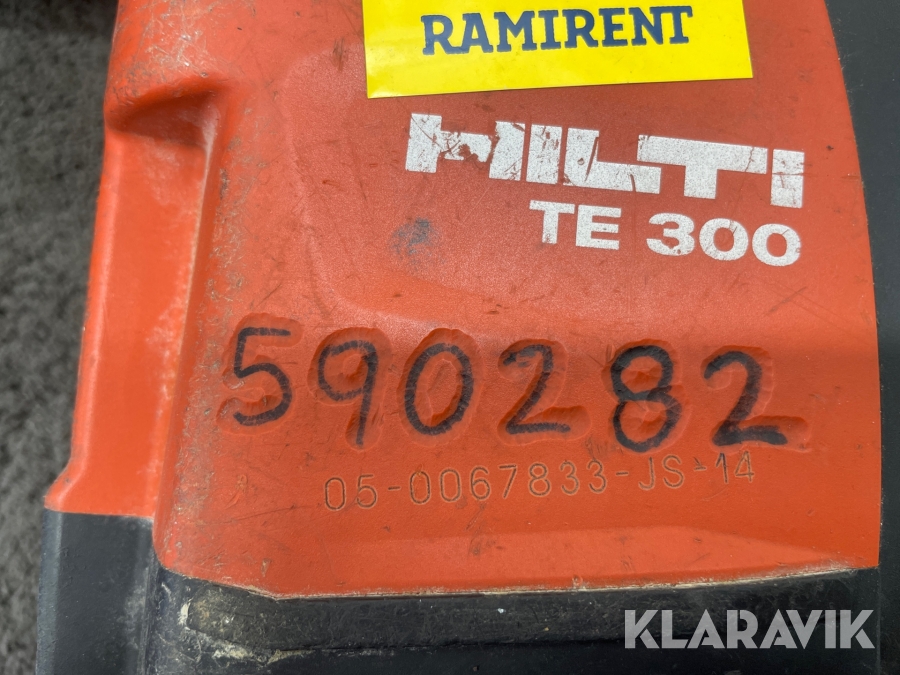 RAMIRENT
HILTI
TE 300
590282
05-0067833-JS-14
KLARAVIK